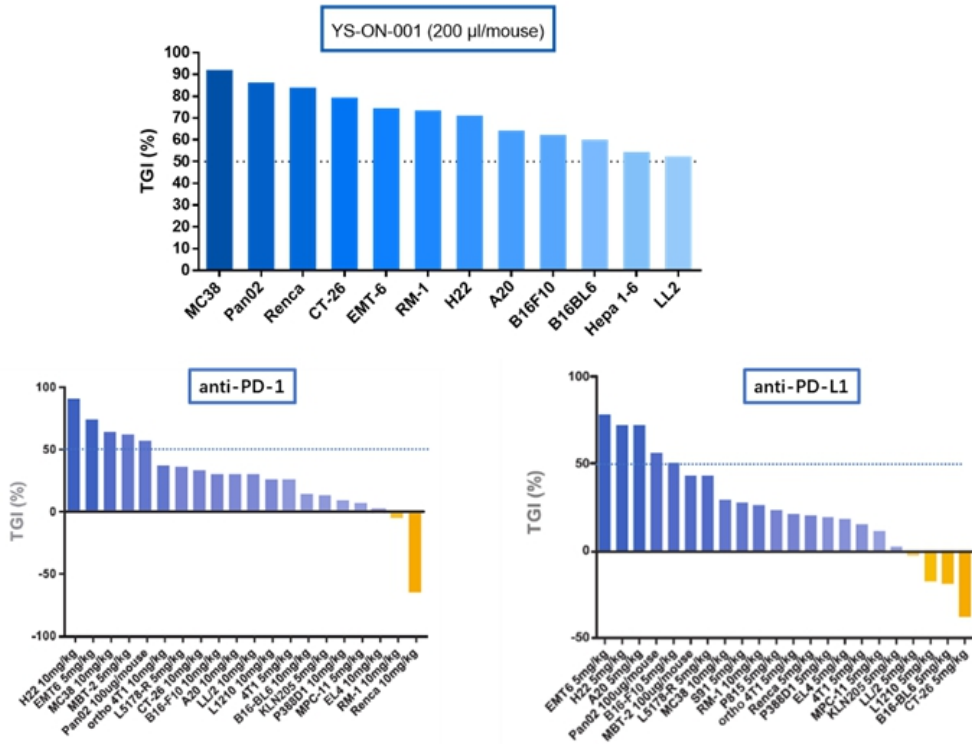 YS-ON-001 (200 µl/mouse)
TGI (%)
100
90
80
70
60
50
40
30
20
10
0
MC38
Pan02
Renca
CT-26
EMT-6
RM-1
H22
A20
B16F10
B16BL6
Hepa 1-6
LL2
anti-PD-1
TGI (%)
100
50
0
-50
-100
H22 10mg/kg
EMT6 5mg/kg
MC38 10mg/kg
MBT-2 5mg/kg
Pan02 100ug/mouse
ortho 4T1 10mg/kg
L5178-R 5mg/kg
CT-26 10mg/kg
B16-F10 10mg/kg
A20 10mg/kg
LL/2 10mg/kg
L1210 10mg/kg
4T1 5mg/kg
B16-BL6 10mg/kg
KLN205 5mg/kg
P388D1 10mg/kg
MPC-11 5mg/kg
EL-4 10mg/kg
RM-1 10mg/kg
Renca 10mg/kg
anti-PD-L1
TGI (%)
100
50
0
-50
EMT6 5mg/kg
H22 5mg/kg
A20 5mg/kg
Pan02 100ug/mouse
B16-F10 5mg/kg
MBT-2 100ug/mouse
L5178-R 5mg/kg
MC38 10mg/kg
S91 5mg/kg
RM-1 10mg/kg
P815 5mg/kg
ortho 4T1 5mg/kg
Renca 5mg/kg
P388D1 5mg/kg
EL4 5mg/kg
4T1 5mg/kg
MPC-11 5mg/kg
KLN205 5mg/kg
LL/2 5mg/kg
L1210 5mg/kg
B16-BL6 5mg/kg
CT-26 5mg/kg